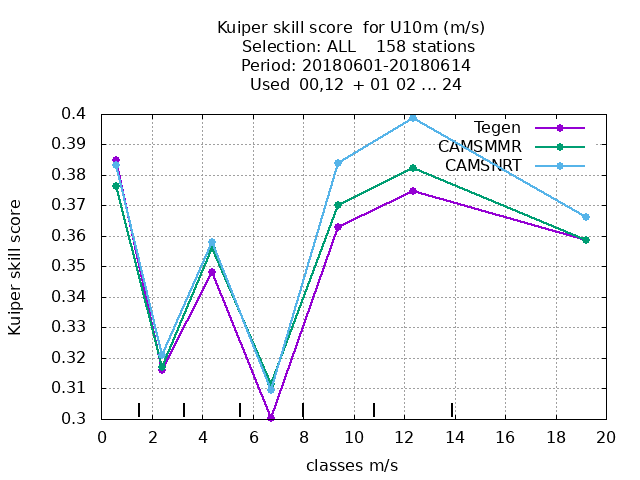 Kuiper skill score  for U10m (m/s)
Selection: ALL    158 stations
Period: 20180601-20180614
Used  00,12  + 01 02 ... 24
Tegen
CAMSMMR
CAMSNRT
Kuiper skill score
0.4
0.39
0.38
0.37
0.36
0.35
0.34
0.33
0.32
0.31
0.3
0 2 4 6 8 10 12 14 16 18 20
classes m/s